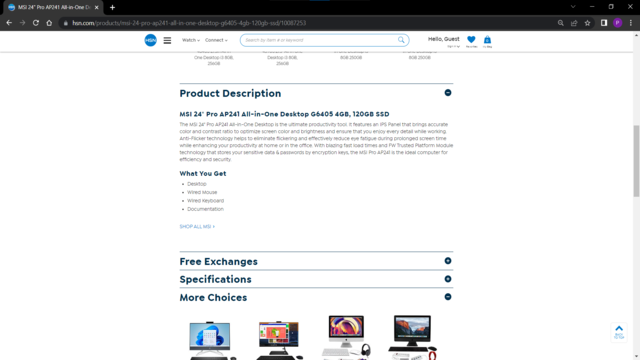 MSI 24" Pro AP241 All-in-One De
hsn.com/products/msi-24-pro-ap241-all-in-one-desktop-g6405-4gb-120gb-ssd/10087253
P
HSN
Watch
Connect
Search by item # or keyword
Hello, Guest
One Desktop i3 8GB,
Desktop i3 8GB,
8GB 250GB
8GB 250GB
256GB
256GB
Product Description
MSI 24" Pro AP241 All-in-One Desktop G6405 4GB, 120GB SSD
The MSI 24" Pro AP241 All-in-One Desktop is the ultimate productivity tool. It features an IPS Panel that brings accurate
color and contrast ratio to optimize screen color and brightness and ensure that you enjoy every detail while working.
Anti-Flicker technology helps to eliminate flickering and effectively reduce eye fatigue during prolonged screen time
while enhancing your productivity at home or in the office. With blazing fast load times and FW Trusted Platform Module
technology that stores your sensitive data & passwords by encryption keys, the MSI Pro AP241 is the ideal computer for
efficiency and security.
What You Get
• Desktop
• Wired Mouse
• Wired Keyboard
• Documentation
SHOP ALL MSI >
Free Exchanges
Specifications
More Choices
BACK
TO TOP